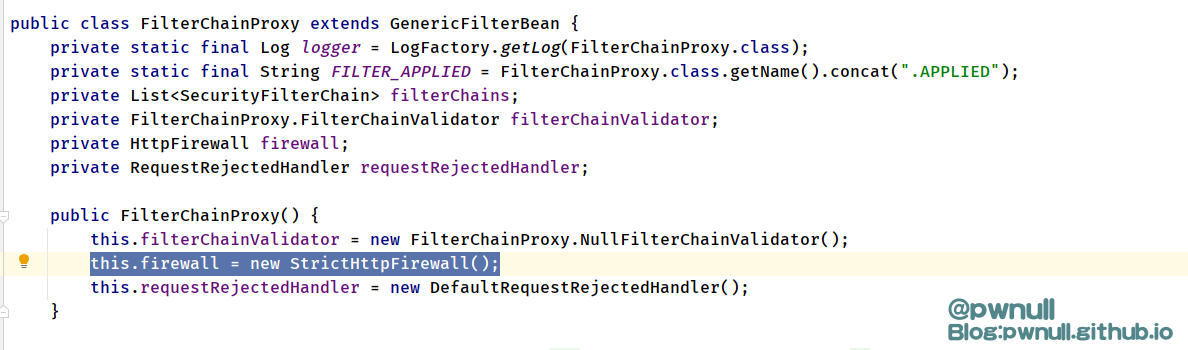 public class FilterChainProxy extends GenericFilterBean {
    private static final Log logger = LogFactory.getLog(FilterChainProxy.class);
    private static final String FILTER_APPLIED = FilterChainProxy.class.getName().concat(".APPLIED");
    private List<SecurityFilterChain> filterChains;
    private FilterChainProxy.FilterChainValidator filterChainValidator;
    private HttpFirewall firewall;
    private RequestRejectedHandler requestRejectedHandler;
    public FilterChainProxy() {
        this.filterChainValidator = new FilterChainProxy.NullFilterChainValidator();
        this.firewall = new StrictHttpFirewall();
        this.requestRejectedHandler = new DefaultRequestRejectedHandler();
    }
@pwnull
Blog:pwnull.github.io